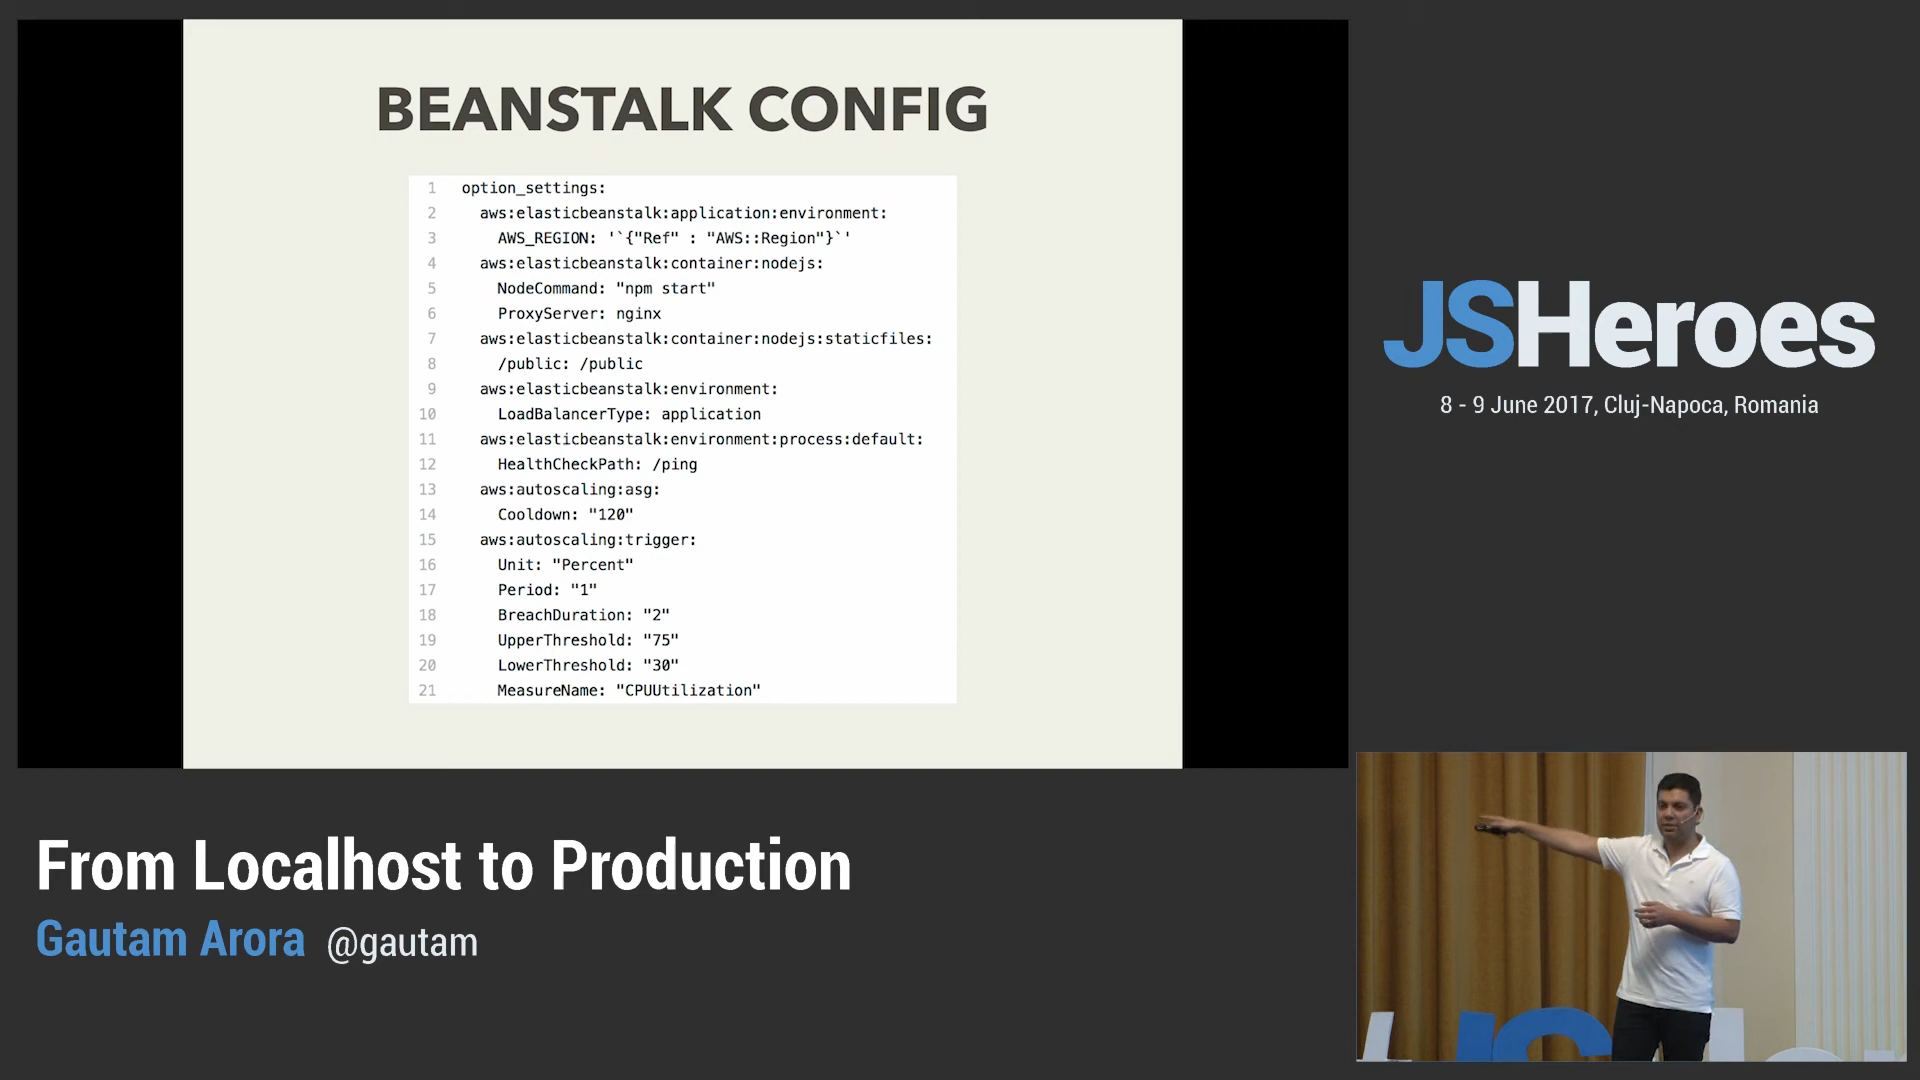 BEANSTALK CONFIG
1 option_settings:
2 aws:elasticbeanstalk:application:environment:
3 AWS_REGION: '`{"Ref" : "AWS::Region"}`'
4 aws:elasticbeanstalk:container:nodejs:
5 NodeCommand: "npm start"
6 ProxyServer: nginx
7 aws:elasticbeanstalk:container:nodejs:staticfiles:
8 /public: /public
9 aws:elasticbeanstalk:environment:
10 LoadBalancerType: application
11 aws:elasticbeanstalk:environment:process:default:
12 HealthCheckPath: /ping
13 aws:autoscaling:asg:
14 Cooldown: "120"
15 aws:autoscaling:trigger:
16 Unit: "Percent"
17 Period: "1"
18 BreachDuration: "2"
19 UpperThreshold: "75"
20 LowerThreshold: "30"
21 MeasureName: "CPUUtilization"
JSHeroes
8 - 9 June 2017, Cluj-Napoca, Romania
From Localhost to Production
Gautam Arora @gautam